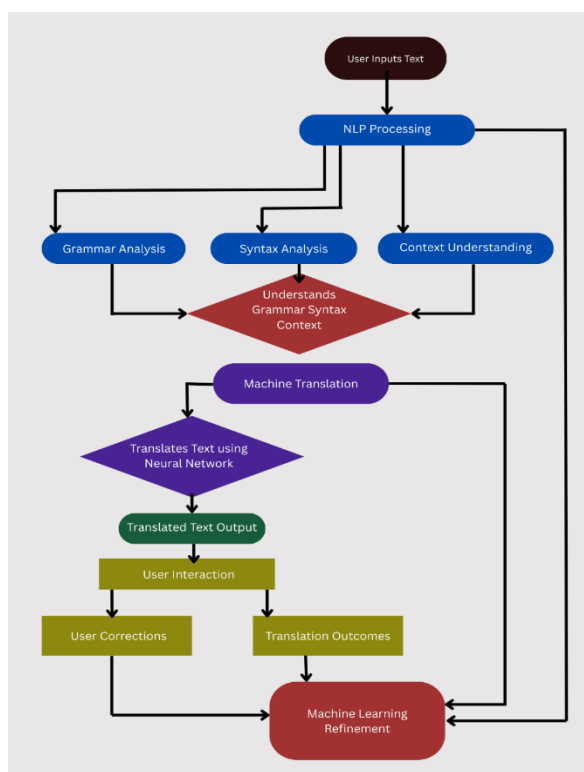 User Inputs Text
NLP Processing
Grammar Analysis
Syntax Analysis
Context Understanding
Understands
Grammar Syntax
Context
Machine Translation
Translates Text using
Neural Network
Translated Text Output
User Interaction
User Corrections
Translation Outcomes
Machine Learning
Refinement